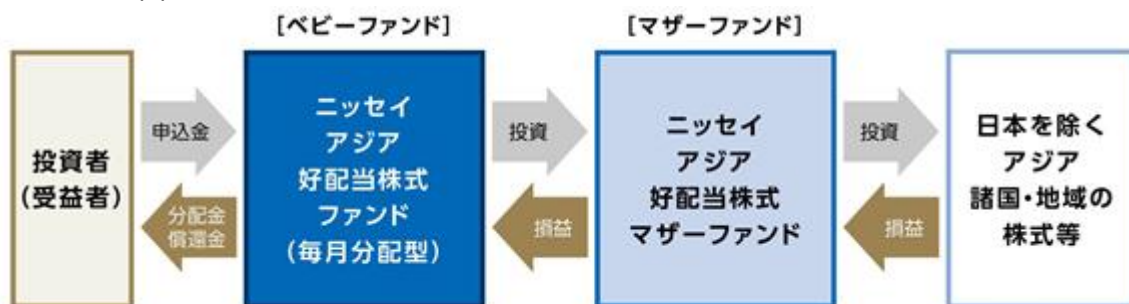 [ベビーファンド]
[マザーファンド]
投資者
(受益者)
申込金
分配金
償還金
ニッセイ
アジア
好配当株式
ファンド
(毎月分配型)
投資
損益
ニッセイ
アジア
好配当株式
マザーファンド
投資
損益
日本を除く
アジア
諸国・地域の
株式等